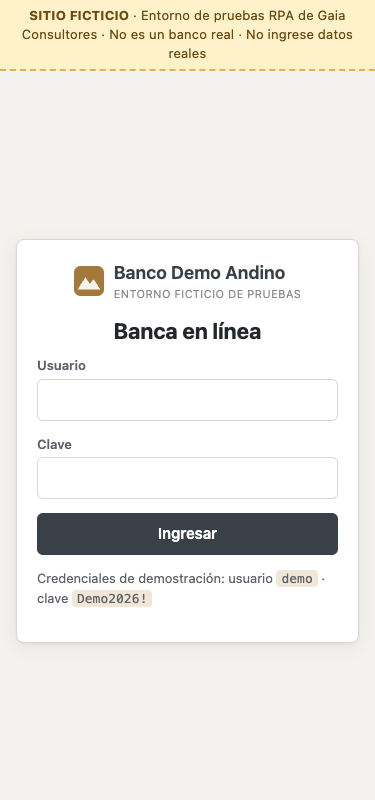 SITIO FICTICIO · Entorno de pruebas RPA de Gaia
Consultores · No es un banco real · No ingrese datos
reales
Banco Demo Andino
ENTORNO FICTICIO DE PRUEBAS
Banca en línea
Usuario
Clave
Ingresar
Credenciales de demostración: usuario demo ·
clave Demo2026!